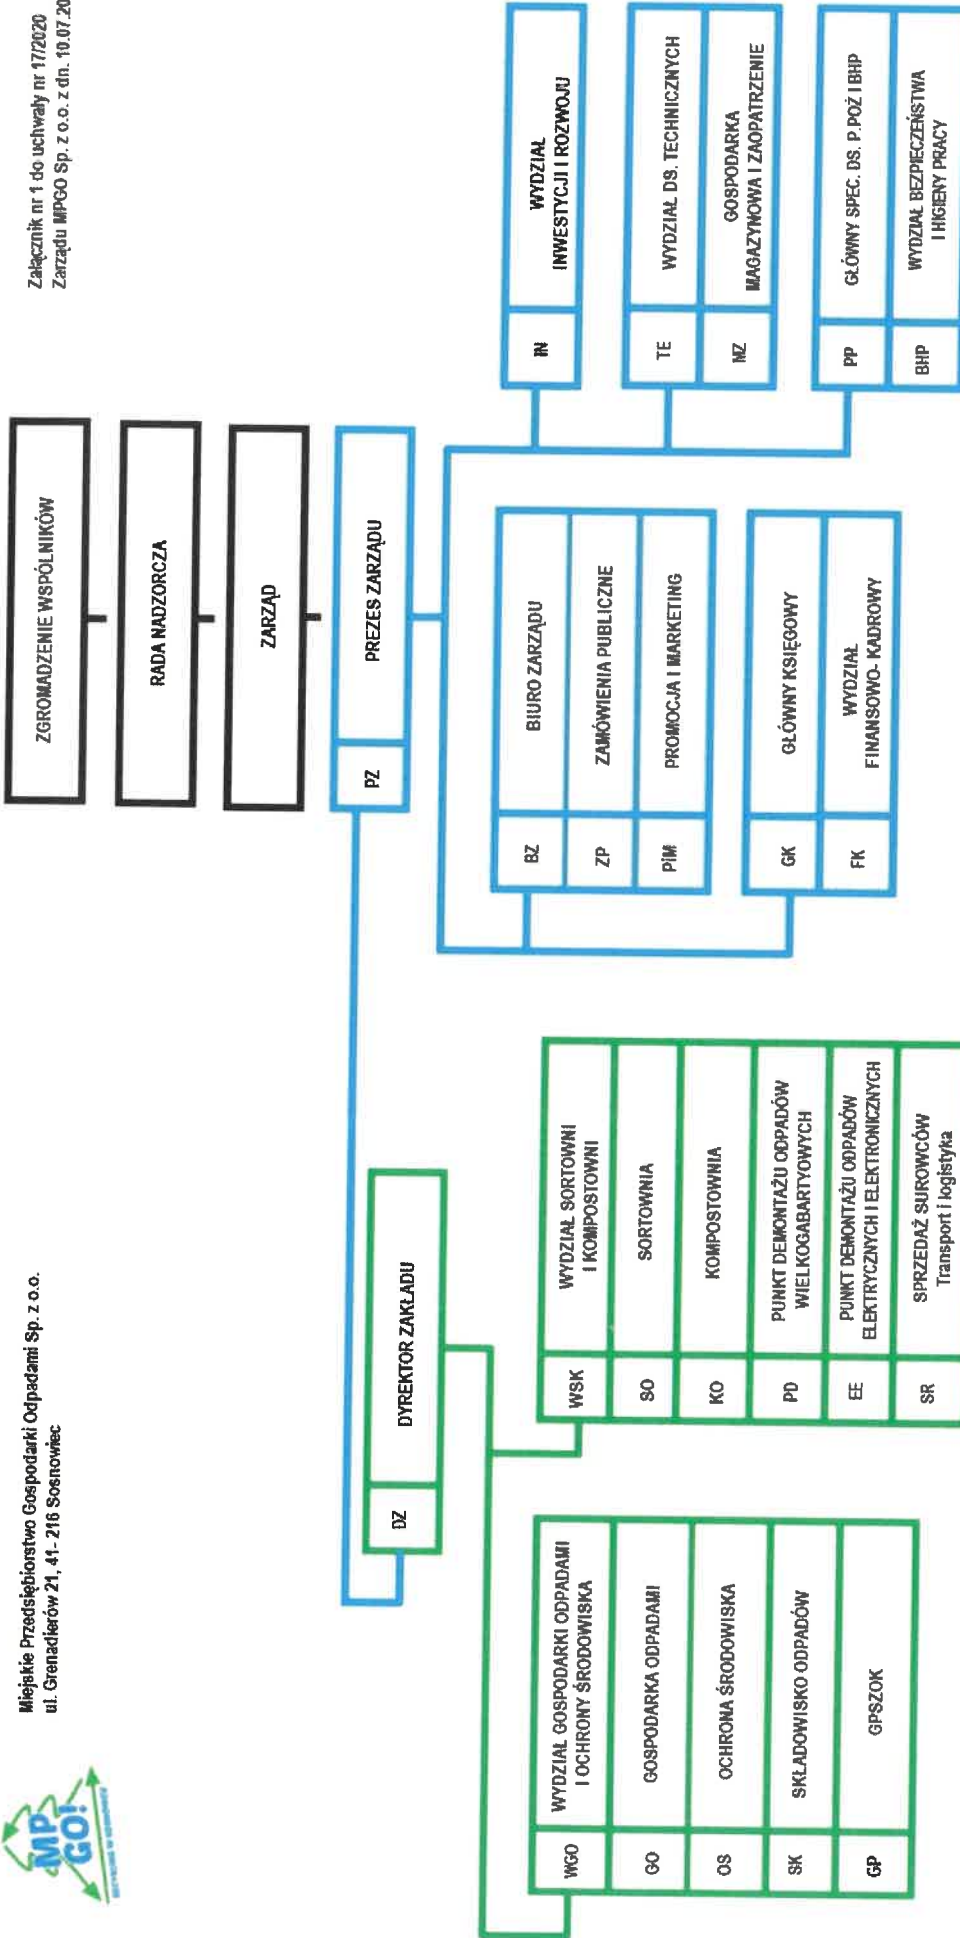 MP
GO!
Miejskie Przedsiębiorstwo Gospodarki Odpadami Sp. z o.o.
ul. Grenadierów 21, 41- 216 Sosnowiec
Załącznik nr 1 do uchwały nr 17/2020
Zarządu MPGO Sp. z o.o. z dn. 10.07.20
ZGROMADZENIE WSPÓLNIKÓW
RADA NADZORCZA
ZARZĄD
PZ
PREZES ZARZĄDU
DZ
DYREKTOR ZAKŁADU
WGO
WYDZIAŁ GOSPODARKI ODPADAMI
I OCHRONY ŚRODOWISKA
GO
GOSPODARKA ODPADAMI
OS
OCHRONA ŚRODOWISKA
SK
SKŁADOWISKO ODPADÓW
GP
GPSZOK
WSK
WYDZIAŁ SORTOWNI
I KOMPOSTOWNI
SO
SORTOWNIA
KO
KOMPOSTOWNIA
PD
PUNKT DEMONTAŻU ODPADÓW
WIELKOGABARTYOWYCH
EE
PUNKT DEMONTAŻU ODPADÓW
ELEKTRYCZNYCH I ELEKTRONICZNYCH
SR
SPRZEDAŻ SUROWCÓW
Transport i logistyka
BZ
BIURO ZARZĄDU
ZP
ZAMÓWIENIA PUBLICZNE
PiM
PROMOCJA I MARKETING
GK
GŁÓWNY KSIĘGOWY
FK
WYDZIAŁ
FINANSOWO- KADROWY
IN
WYDZIAŁ
INWESTYCJI I ROZWOJU
TE
WYDZIAŁ DS. TECHNICZNYCH
MZ
GOSPODARKA
MAGAZYNOWA I ZAOPATRZENIE
PP
GŁÓWNY SPEC. DS. P.POŻ I BHP
BHP
WYDZIAŁ BEZPIECZEŃSTWA
I HIGIENY PRACY